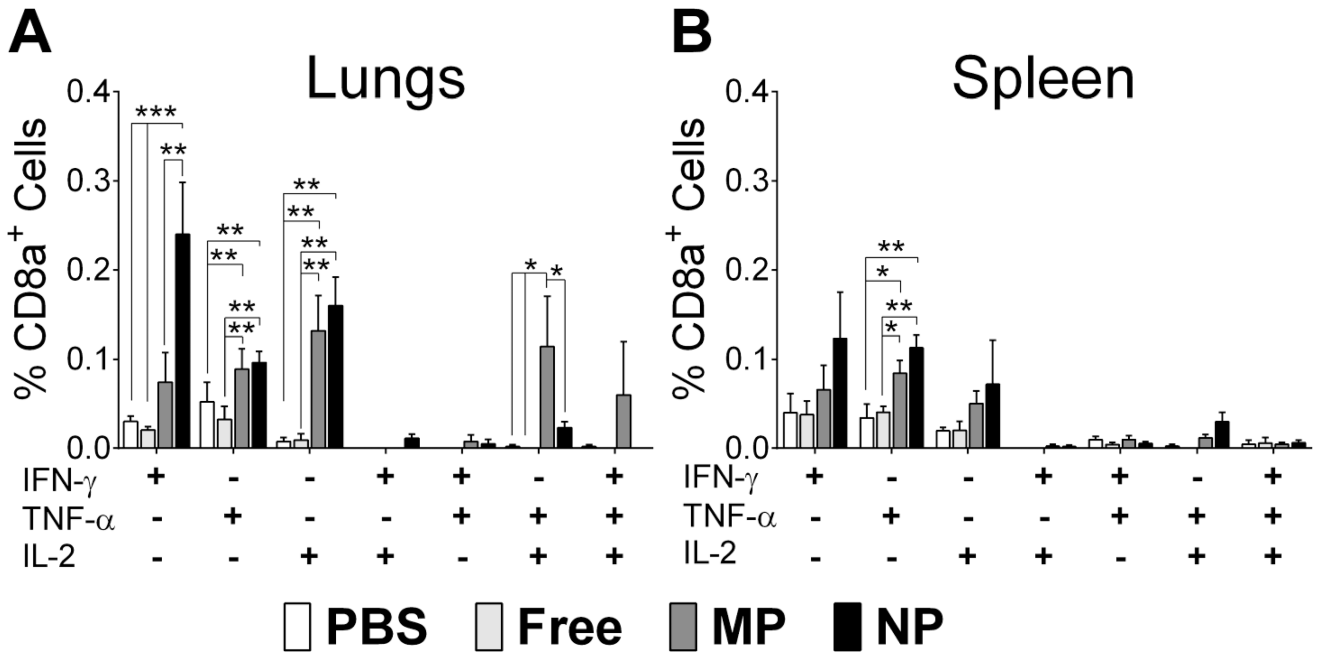 A
B
Lungs
Spleen
% CD8a⁺ Cells
0.4
0.3
0.2
0.1
0.0
*** ** ** ** ** ** ** ** ** ** * *
IFN-γ + - - + + - +
TNF-α - + - - + + +
IL-2 - - + + - + +
% CD8a⁺ Cells
0.4
0.3
0.2
0.1
0.0
** * ** *
IFN-γ + - - + + - +
TNF-α - + - - + + +
IL-2 - - + + - + +
PBS Free MP NP